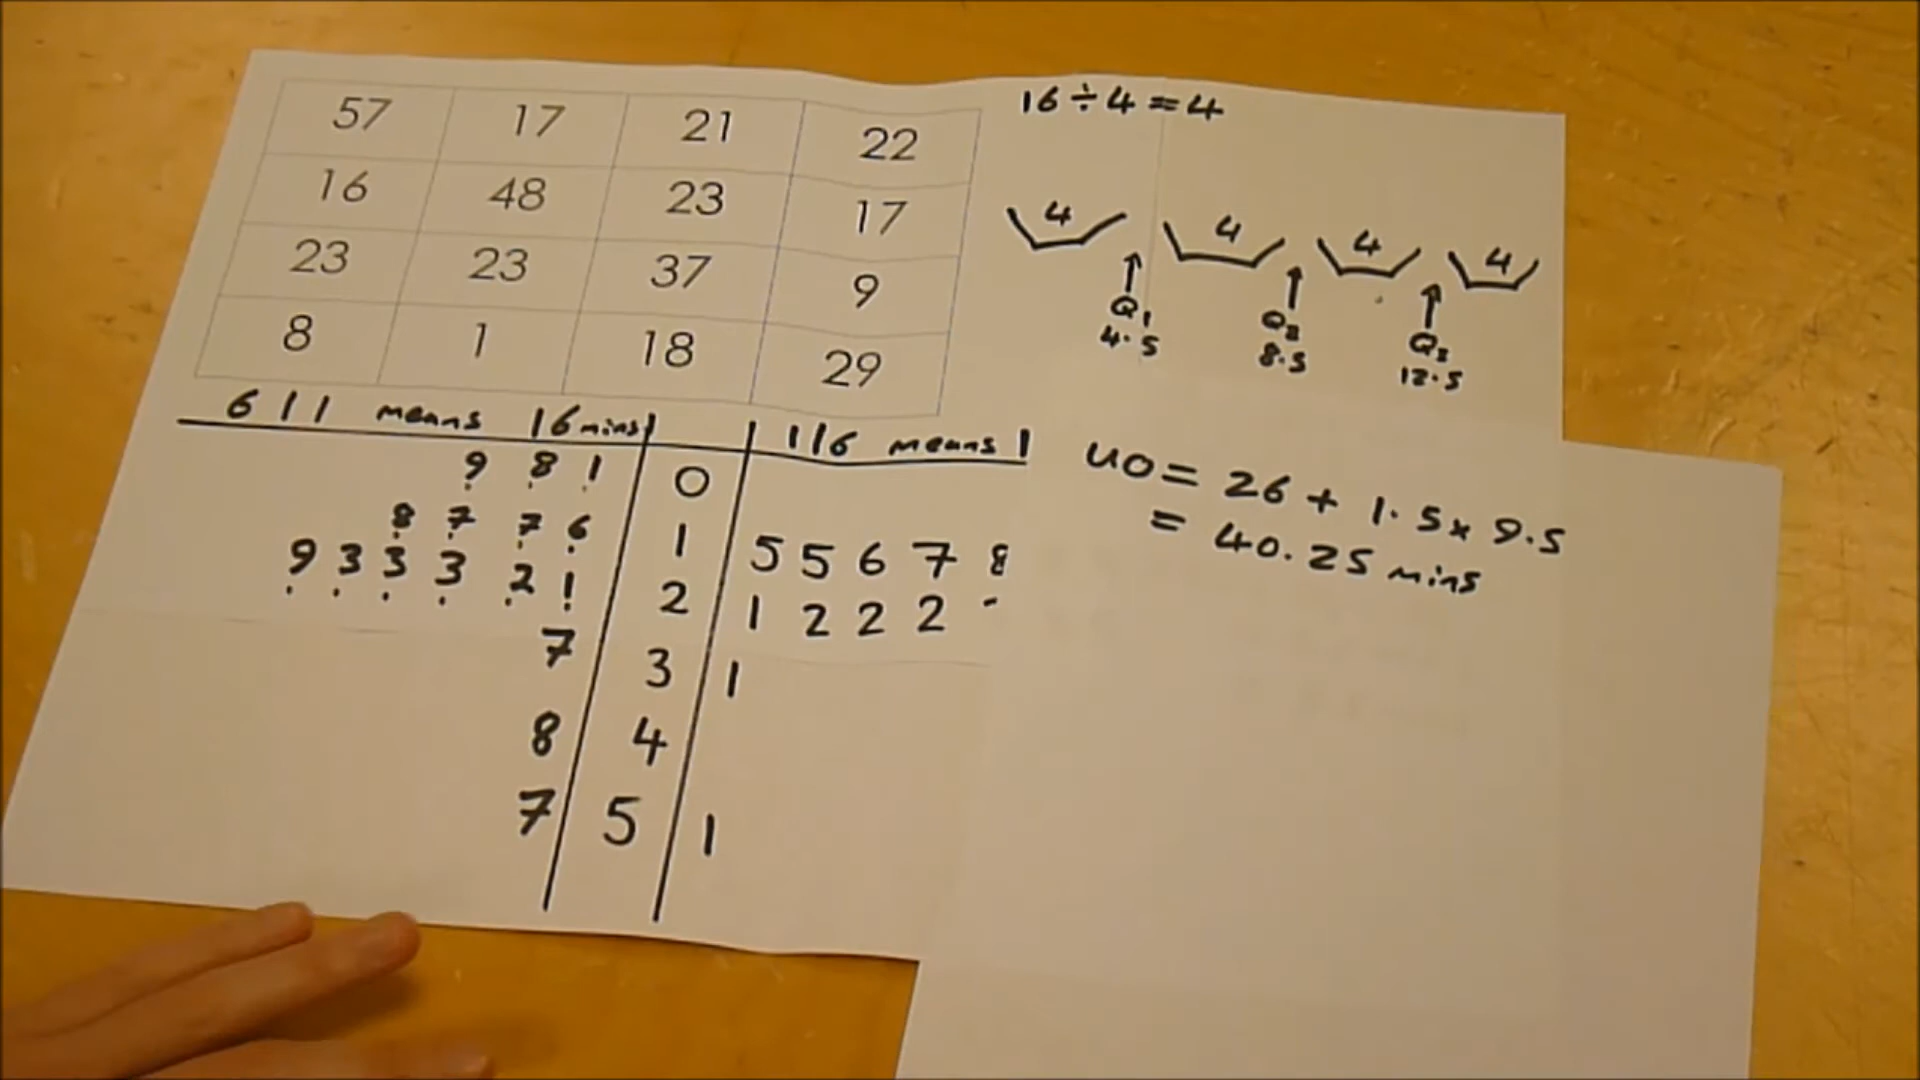 57 17 21 22
16 48 23 17
23 23 37 9
8 1 18 29
16 ÷ 4 = 4
4 4 4 4
Q1 Q2 Q3
4.5 8.5 12.5
6 | 1 means 16 mins 1 | 6 means 1
9 8 1 0
8 7 7 6 1 5 5 6 7 8
9 3 3 3 2 1 2 1 2 2 2
7 3 1
8 4
7 5 1
UO = 26 + 1.5 x 9.5
= 40.25 mins